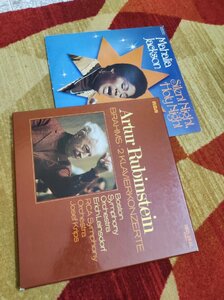 Mahalia
Jackson
Silent Night,
Holy Night
Artur Rubinstein
BRAHMS · 2 KLAVIERKONZERTE
Boston
Symphony
Orchestra
Erich Leinsdorf
RCA Symphony
Orchestra
Josef Krips